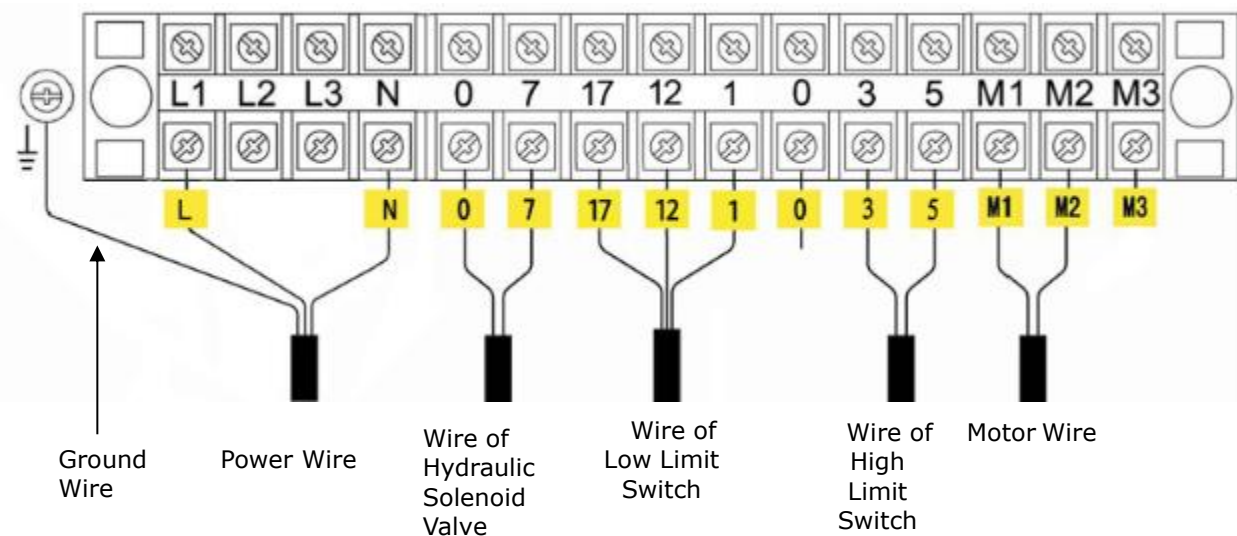 L1 L2 L3 N 0 7 17 12 1 0 3 5 M1 M2 M3
L N 0 7 17 12 1 0 3 5 M1 M2 M3
Ground
Wire
Power Wire
Wire of
Hydraulic
Solenoid
Valve
Wire of
Low Limit
Switch
Wire of
High
Limit
Switch
Motor Wire